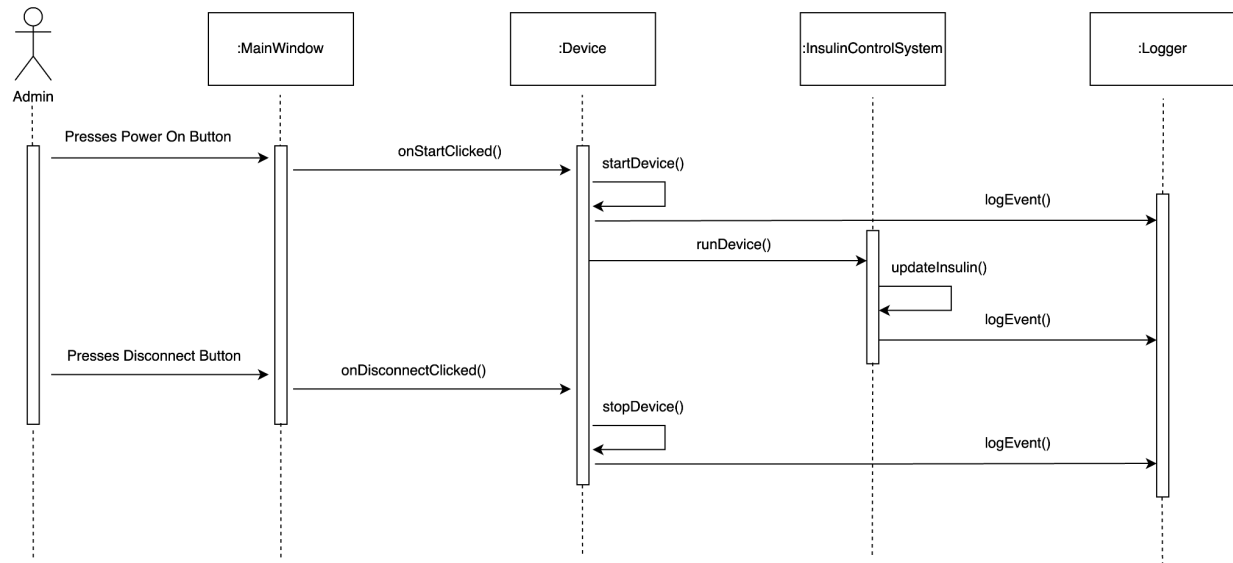 :MainWindow
:Device
:InsulinControlSystem
:Logger
Admin
Presses Power On Button
onStartClicked()
startDevice()
logEvent()
runDevice()
updateInsulin()
logEvent()
Presses Disconnect Button
onDisconnectClicked()
stopDevice()
logEvent()